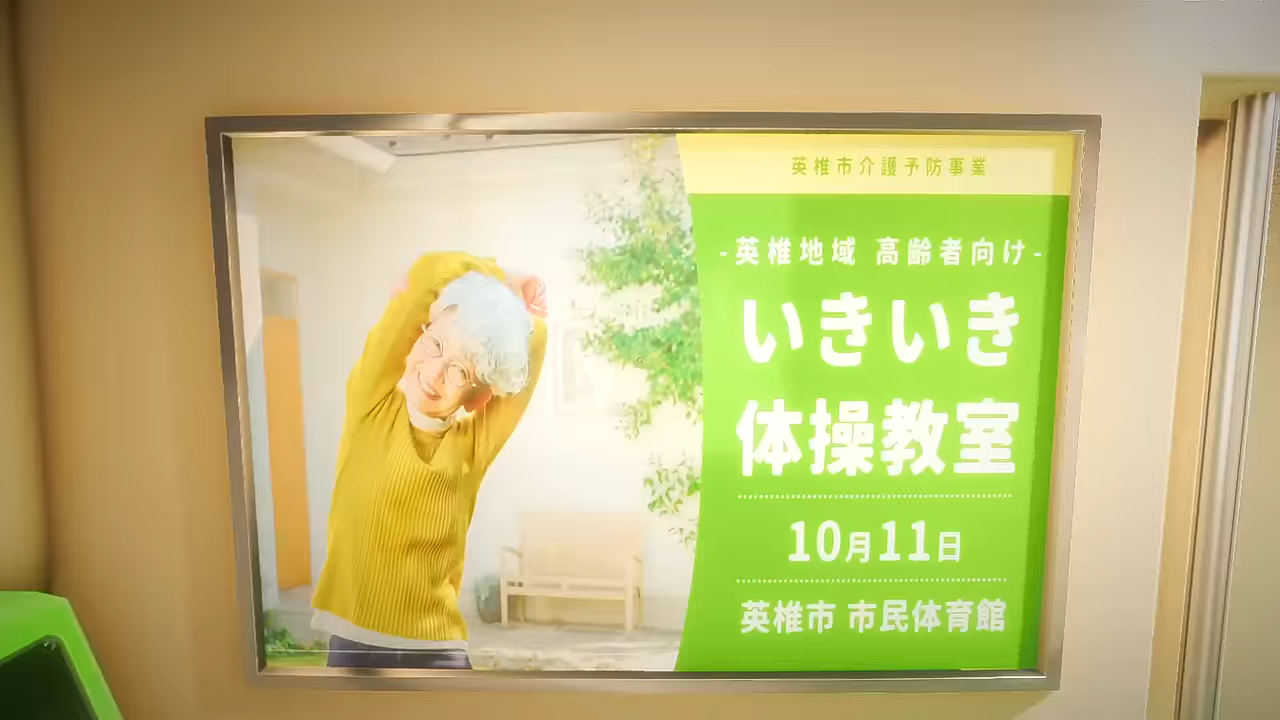 英椎市介護予防事業
-英椎地域 高齢者向け-
いきいき
体操教室
10月11日
英椎市 市民体育館